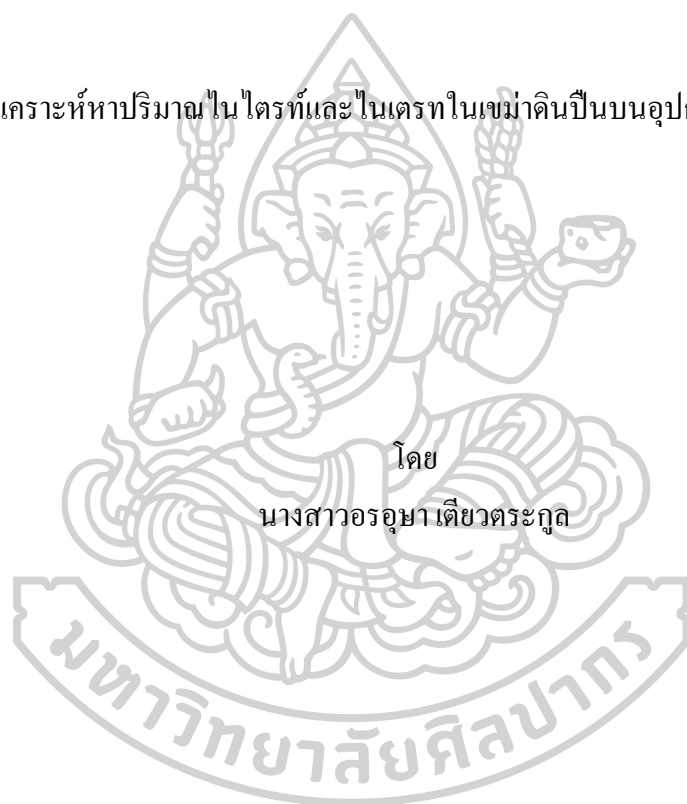 เคราะห์หาปริมาณไนไตรท์และไนเตรทในเขม่าดินปืนบนอุปก
โดย
นางสาวอรอุษา เตียวตระกูล
มหาวิทยาลัยศิลปากร